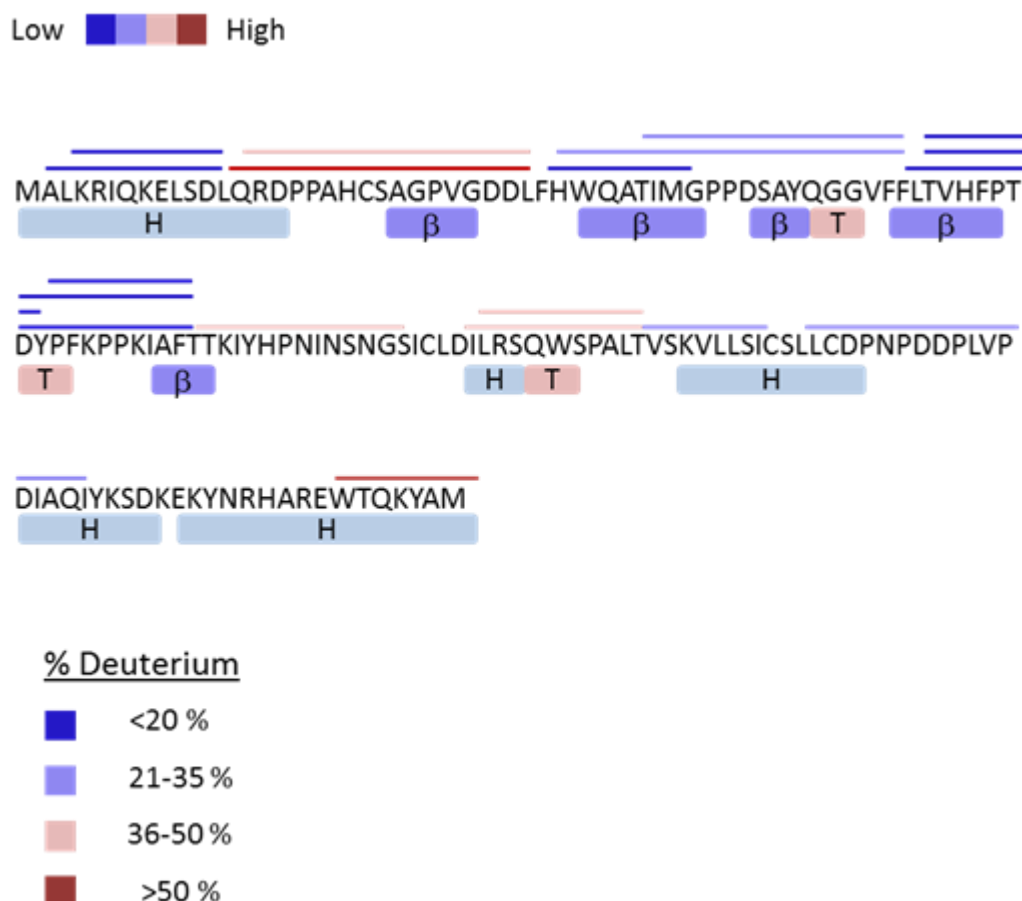 Low High
MALKRIQKELSDLQRDPPAHCSAGPVGDDLFHWQATIMGPPDSAYQGGVFFLTVHFPT
H β β β T β
DYPFKPPKIAFTTKIYHPNINSNGSICLDILRSQWSPALTVSKVLLSICSLLCDPNPDDPLVP
T β H T H
DIAQIYKSDKEKYNRHAREWTQKYAM
H H
% Deuterium
<20 %
21-35 %
36-50 %
>50 %